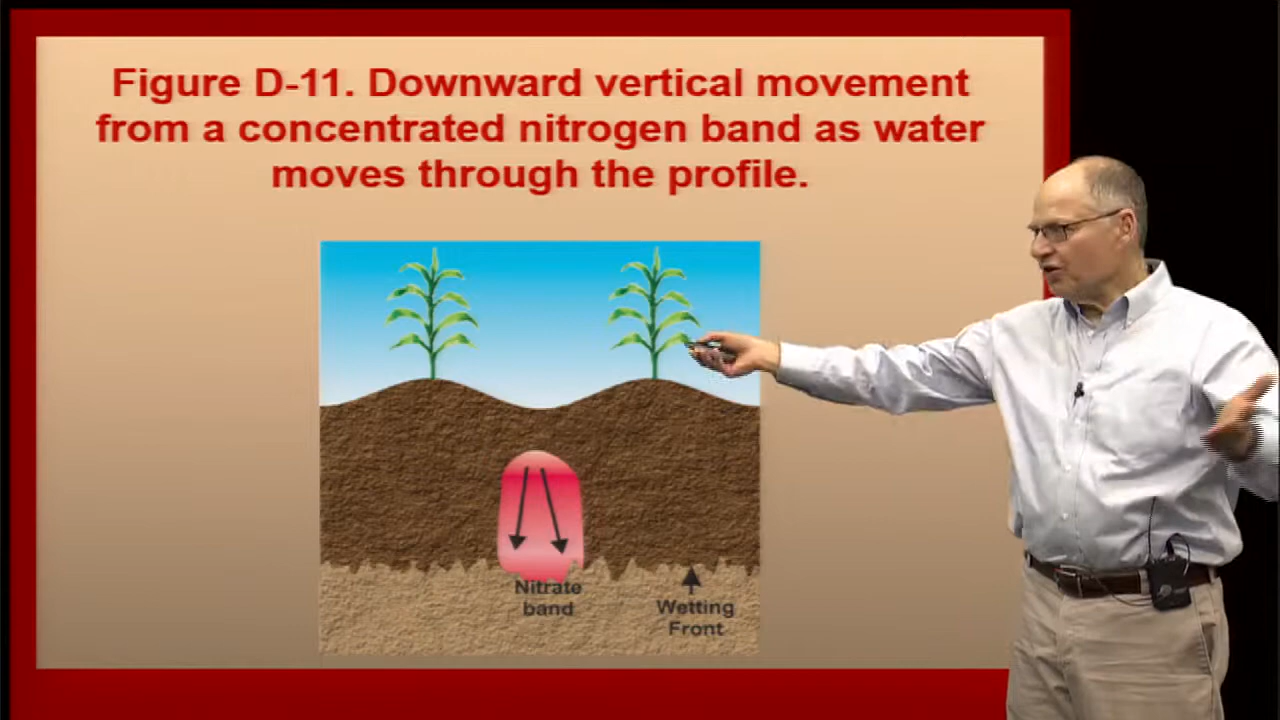 Figure D-11. Downward vertical movement
from a concentrated nitrogen band as water
moves through the profile.
Nitrate
band
Wetting
Front